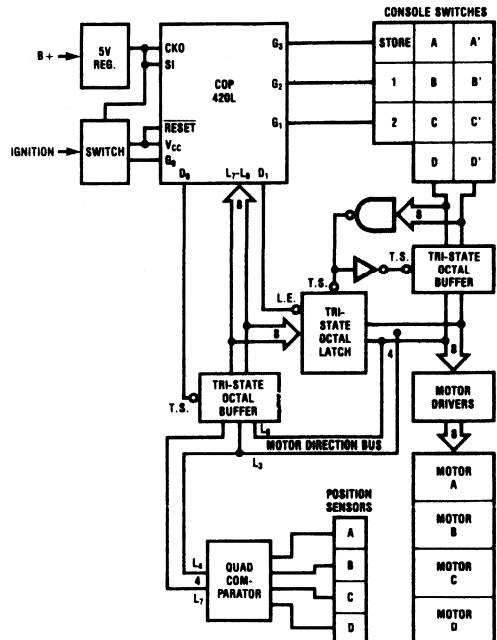 CONSOLE SWITCHES
B+
5V
REG.
CKO
SI
COP
420L
G3
G2
G1
STORE
A
A'
1
B
B'
2
C
C'
D
D'
IGNITION
SWITCH
RESET
VCC
G0
D0
L7-L0
D1
8
8
T.S.
T.S.
TRI-STATE
OCTAL
BUFFER
L.E.
TRI-
STATE
OCTAL
LATCH
8
4
8
MOTOR
DRIVERS
8
T.S.
TRI-STATE
OCTAL
BUFFER
L0
MOTOR DIRECTION BUS
L3
POSITION
SENSORS
A
B
C
D
L4
4
L7
QUAD
COM-
PARATOR
MOTOR
A
MOTOR
B
MOTOR
C
MOTOR
D